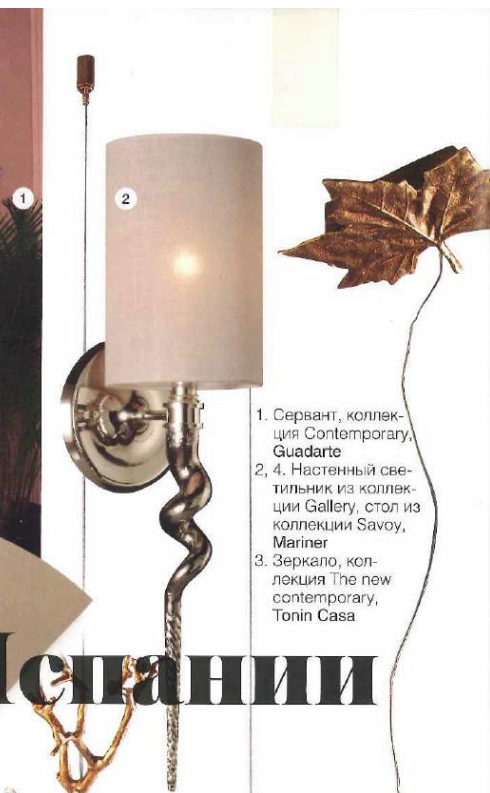 1
2
1. Сервант, коллек-
ция Contemporary,
Guadarte
2, 4. Настенный све-
тильник из коллек-
ции Gallery, стол из
коллекции Savoy,
Mariner
3. Зеркало, кол-
лекция The new
contemporary,
Tonin Casa
Испании